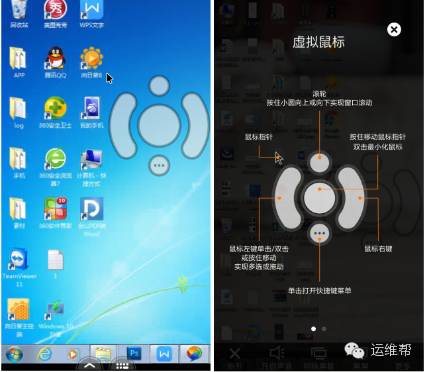 回收站
美图秀秀
WPS文字
APP
腾讯QQ
向日葵8
log
360安全卫士
我的手机
手机
360安全浏览
器7
计算机 - 快
捷方式
素材
360软件管家
Word
TeamViewer
11
1
向日葵主控
端
Windows 10
虚拟鼠标
滚轮
按住小圆向上或向下实现窗口滚动
鼠标指针
按住移动鼠标指针
双击最小化鼠标
鼠标左键单击/双击
或按住移动
实现多选或拖动
鼠标右键
单击打开快捷键菜单
运维帮